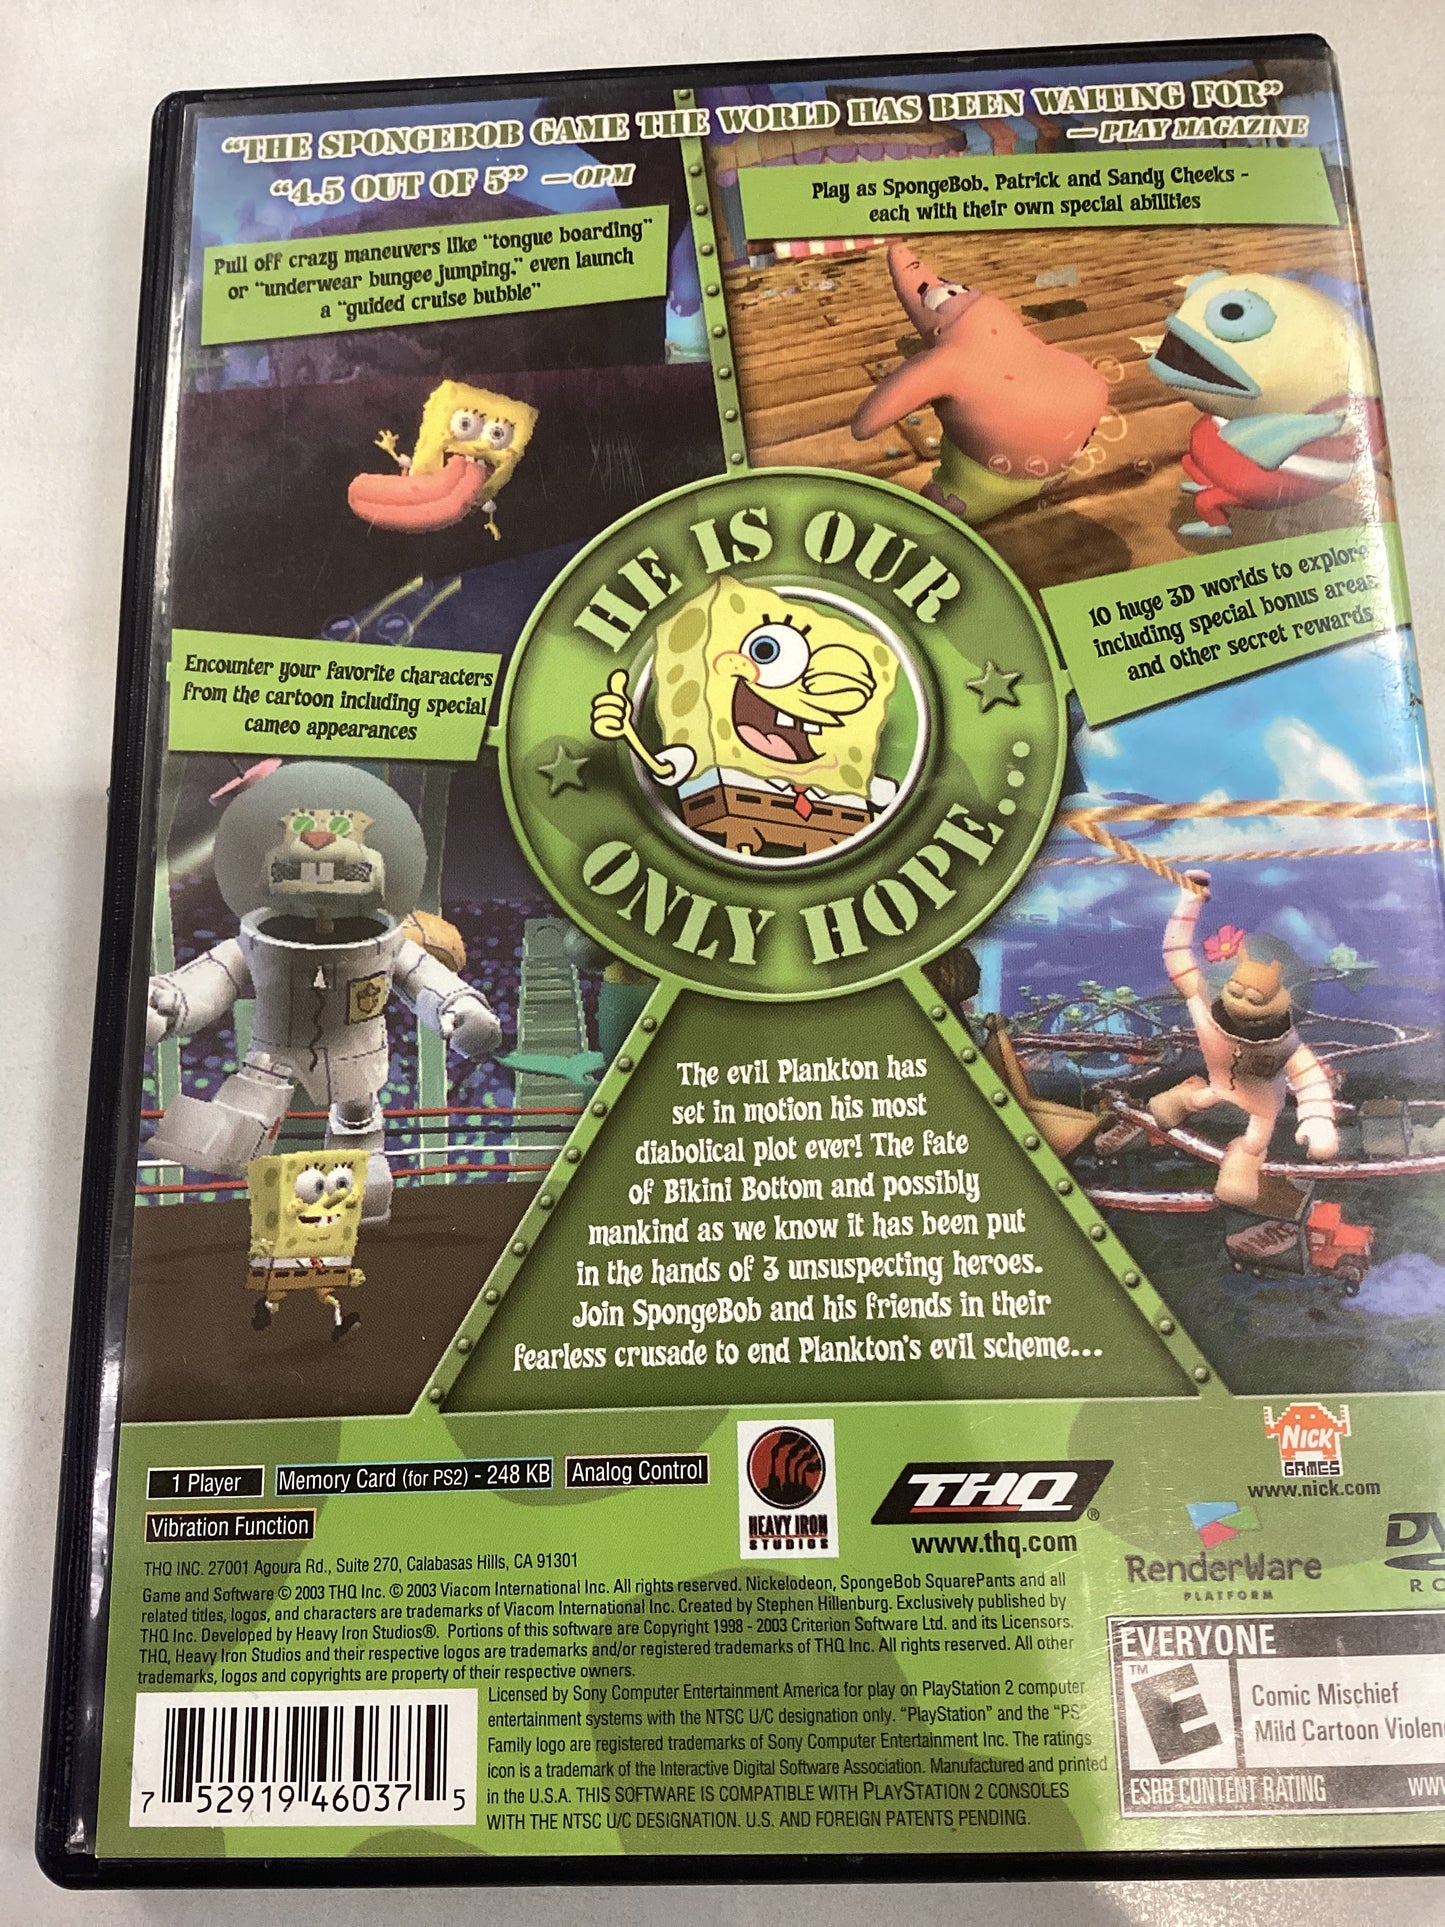 “THE SPONGEBOB GAME THE WORLD HAS BEEN WAITING FOR”
— PLAY MAGAZINE
“4.5 OUT OF 5” — OPM
Pull off crazy maneuvers like “tongue boarding”
or “underwear bungee jumping,” even launch
a “guided cruise bubble”
Play as SpongeBob, Patrick and Sandy Cheeks -
each with their own special abilities
10 huge 3D worlds to explore
including special bonus areas
and other secret rewards
Encounter your favorite characters
from the cartoon including special
cameo appearances
HE IS OUR
ONLY HOPE...
The evil Plankton has
set in motion his most
diabolical plot ever! The fate
of Bikini Bottom and possibly
mankind as we know it has been put
in the hands of 3 unsuspecting heroes.
Join SpongeBob and his friends in their
fearless crusade to end Plankton's evil scheme...
1 Player
Memory Card (for PS2) - 248 KB
Analog Control
Vibration Function
HEAVY IRON
STUDIOS
THQ®
www.thq.com
NICK
GAMES
www.nick.com
RenderWare
PLATFORM
THQ INC. 27001 Agoura Rd., Suite 270, Calabasas Hills, CA 91301
Game and Software © 2003 THQ Inc. © 2003 Viacom International Inc. All rights reserved. Nickelodeon, SpongeBob SquarePants and all
related titles, logos, and characters are trademarks of Viacom International Inc. Created by Stephen Hillenburg. Exclusively published by
THQ Inc. Developed by Heavy Iron Studios®. Portions of this software are Copyright 1998 - 2003 Criterion Software Ltd. and its Licensors.
THQ, Heavy Iron Studios and their respective logos are trademarks and/or registered trademarks of THQ Inc. All rights reserved. All other
trademarks, logos and copyrights are property of their respective owners.
Licensed by Sony Computer Entertainment America for play on PlayStation 2 computer
entertainment systems with the NTSC U/C designation only. “PlayStation” and the “PS”
Family logo are registered trademarks of Sony Computer Entertainment Inc. The ratings
icon is a trademark of the Interactive Digital Software Association. Manufactured and printed
in the U.S.A. THIS SOFTWARE IS COMPATIBLE WITH PLAYSTATION 2 CONSOLES
WITH THE NTSC U/C DESIGNATION. U.S. AND FOREIGN PATENTS PENDING.
7 52919 46037 5
EVERYONE
TM
E
Comic Mischief
Mild Cartoon Violen
ESRB CONTENT RATING